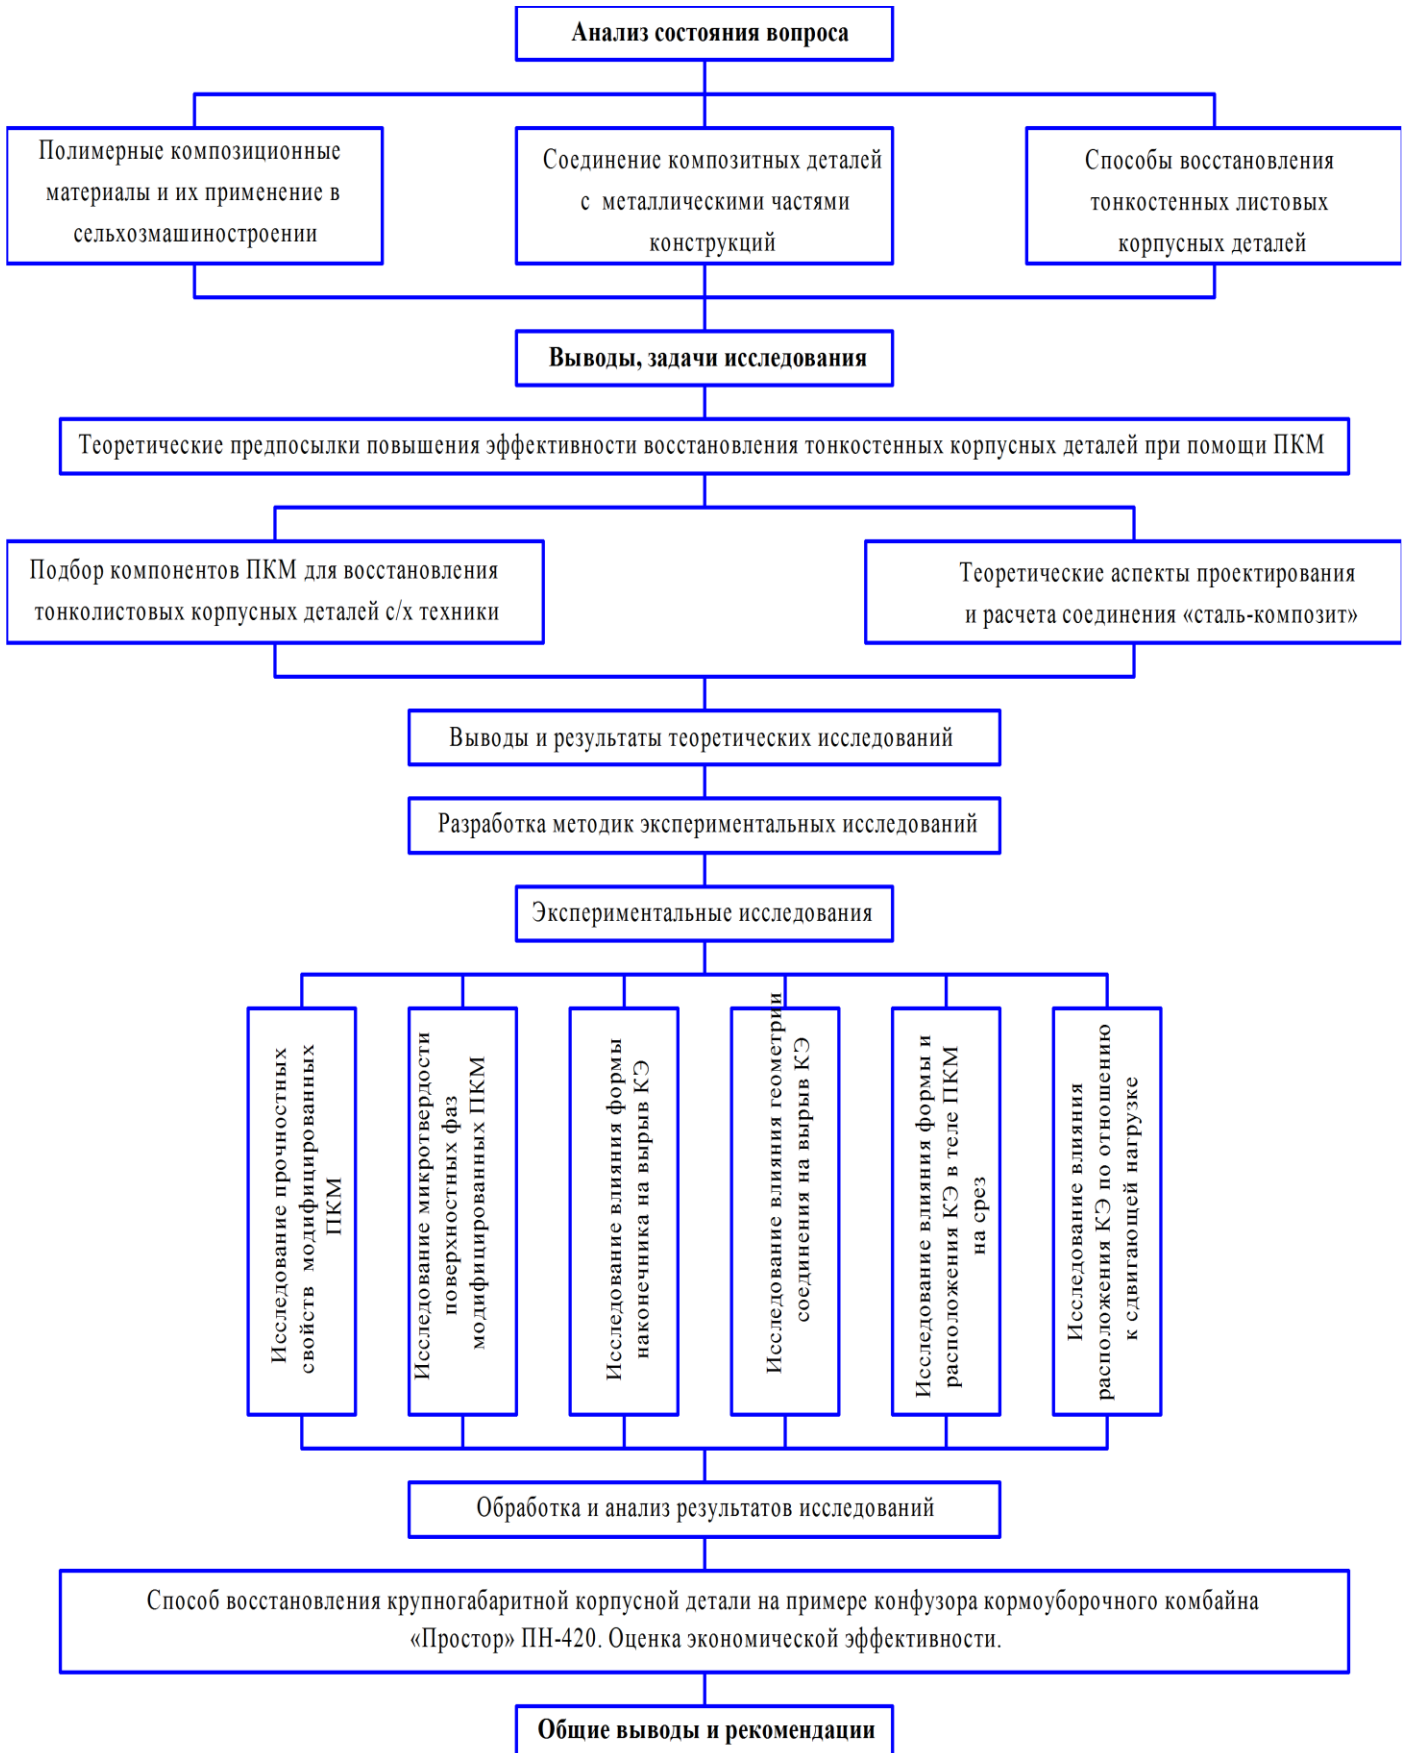 Анализ состояния вопроса
Полимерные композиционные
материалы и их применение в
сельхозмашиностроении
Соединение композитных деталей
с металлическими частями
конструкций
Способы восстановления
тонкостенных листовых
корпусных деталей
Выводы, задачи исследования
Теоретические предпосылки повышения эффективности восстановления тонкостенных корпусных деталей при помощи ПКМ
Подбор компонентов ПКМ для восстановления
тонколистовых корпусных деталей с/х техники
Теоретические аспекты проектирования
и расчета соединения «сталь-композит»
Выводы и результаты теоретических исследований
Разработка методик экспериментальных исследований
Экспериментальные исследования
Исследование прочностных
свойств модифицированных
ПКМ
Исследование микротвердости
поверхностных фаз
модифицированных ПКМ
Исследование влияния формы
наконечника на вырыв КЭ
Исследование влияния геометрии
соединения на вырыв КЭ
Исследование влияния формы и
расположения КЭ в теле ПКМ
на срез
Исследование влияния
расположения КЭ по отношению
к сдвигающей нагрузке
Обработка и анализ результатов исследований
Способ восстановления крупногабаритной корпусной детали на примере конфузора кормоуборочного комбайна
«Простор» ПН-420. Оценка экономической эффективности.
Общие выводы и рекомендации